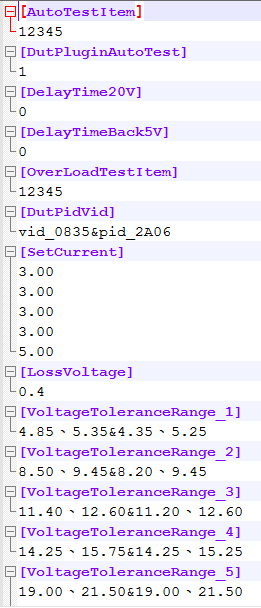 [AutoTestItem]
12345
[DutPluginAutoTest]
1
[DelayTime20V]
0
[DelayTimeBack5V]
0
[OverLoadTestItem]
12345
[DutPidVid]
vid_0835&pid_2A06
[SetCurrent]
3.00
3.00
3.00
3.00
5.00
[LossVoltage]
0.4
[VoltageToleranceRange_1]
4.85、5.35&4.35、5.25
[VoltageToleranceRange_2]
8.50、9.45&8.20、9.45
[VoltageToleranceRange_3]
11.40、12.60&11.20、12.60
[VoltageToleranceRange_4]
14.25、15.75&14.25、15.25
[VoltageToleranceRange_5]
19.00、21.50&19.00、21.50